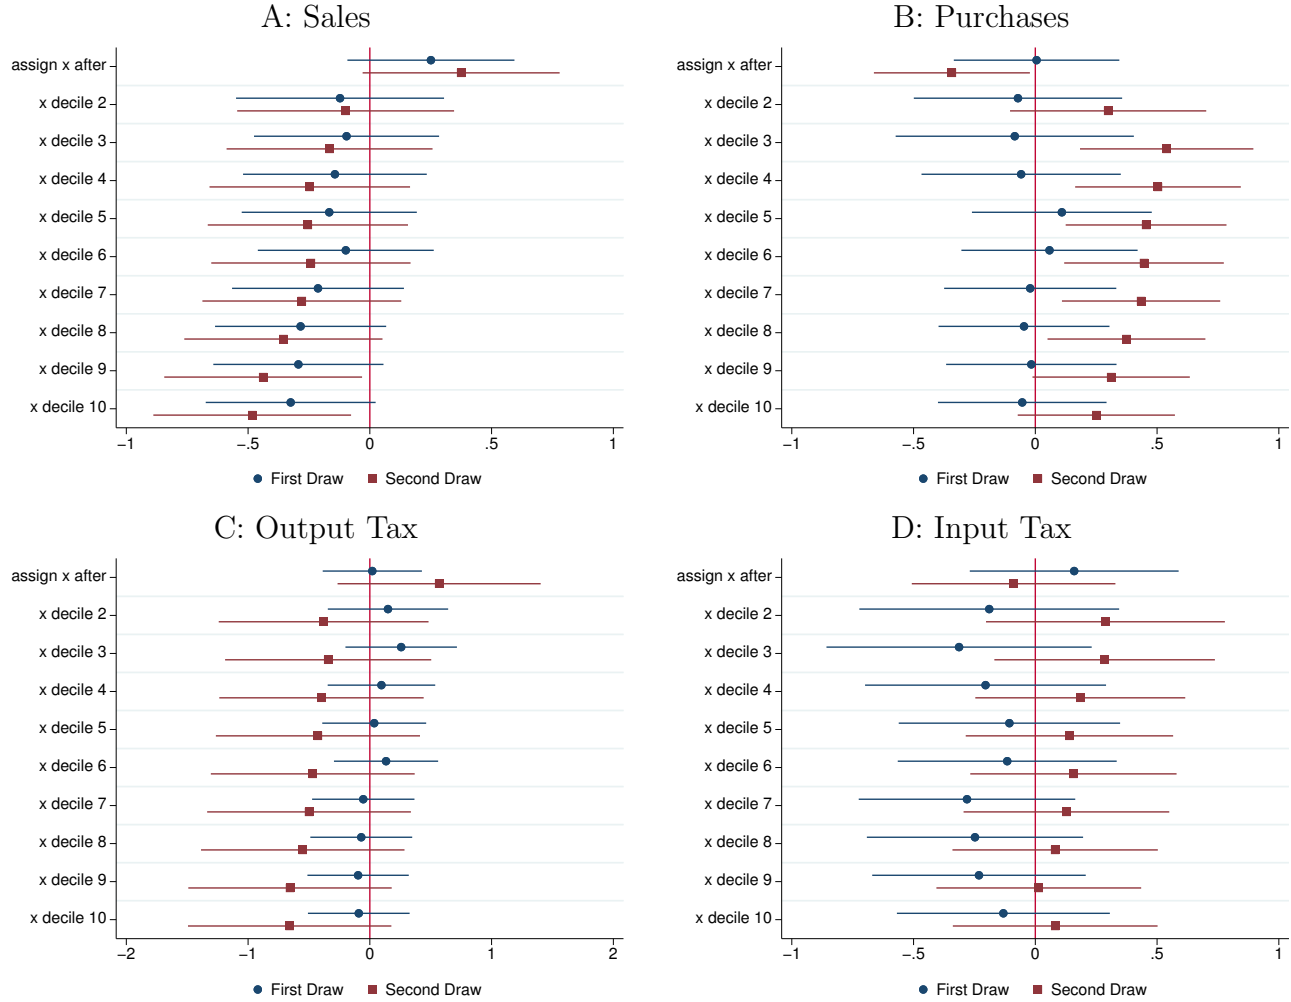 A: Sales
assign x after
x decile 2
x decile 3
x decile 4
x decile 5
x decile 6
x decile 7
x decile 8
x decile 9
x decile 10
−1 −.5 0 .5 1
First Draw Second Draw
B: Purchases
assign x after
x decile 2
x decile 3
x decile 4
x decile 5
x decile 6
x decile 7
x decile 8
x decile 9
x decile 10
−1 −.5 0 .5 1
First Draw Second Draw
C: Output Tax
assign x after
x decile 2
x decile 3
x decile 4
x decile 5
x decile 6
x decile 7
x decile 8
x decile 9
x decile 10
−2 −1 0 1 2
First Draw Second Draw
D: Input Tax
assign x after
x decile 2
x decile 3
x decile 4
x decile 5
x decile 6
x decile 7
x decile 8
x decile 9
x decile 10
−1 −.5 0 .5 1
First Draw Second Draw